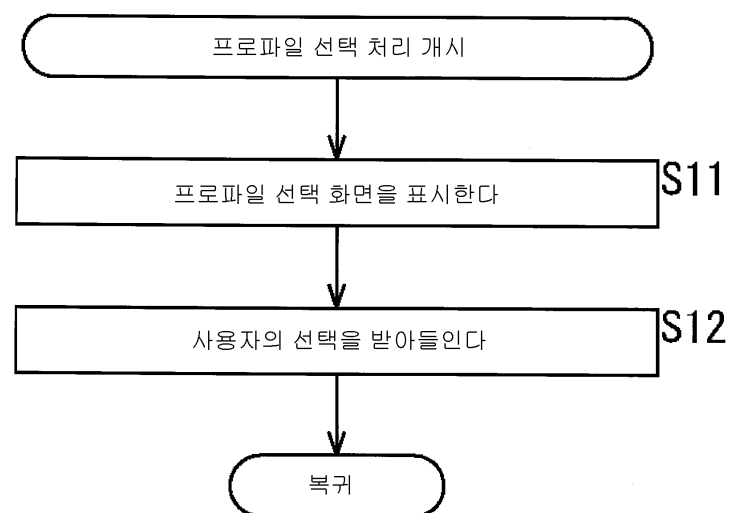 프로파일 선택 처리 개시
프로파일 선택 화면을 표시한다
S11
사용자의 선택을 받아들인다
S12
복귀